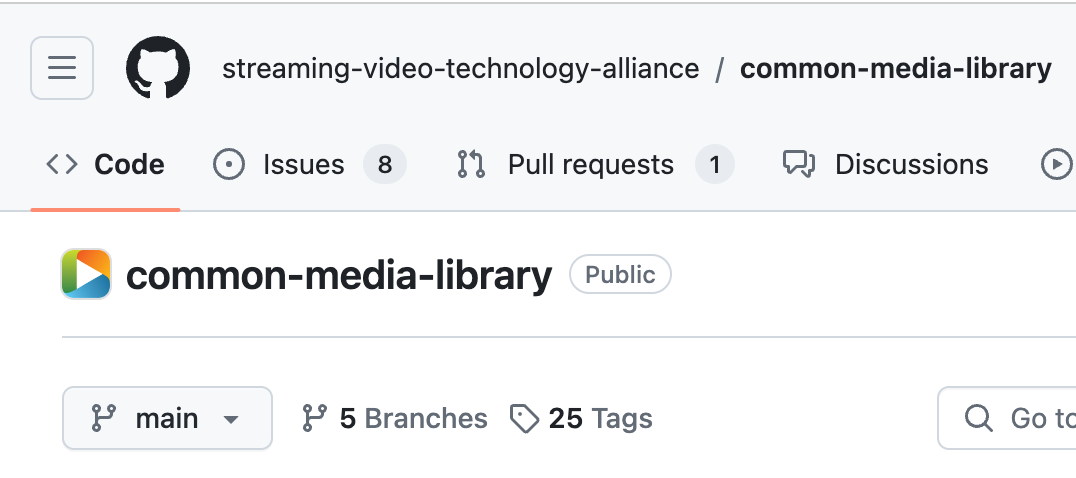 streaming-video-technology-alliance / common-media-library
Code Issues 8 Pull requests 1 Discussions
common-media-library Public
main 5 Branches 25 Tags Go to